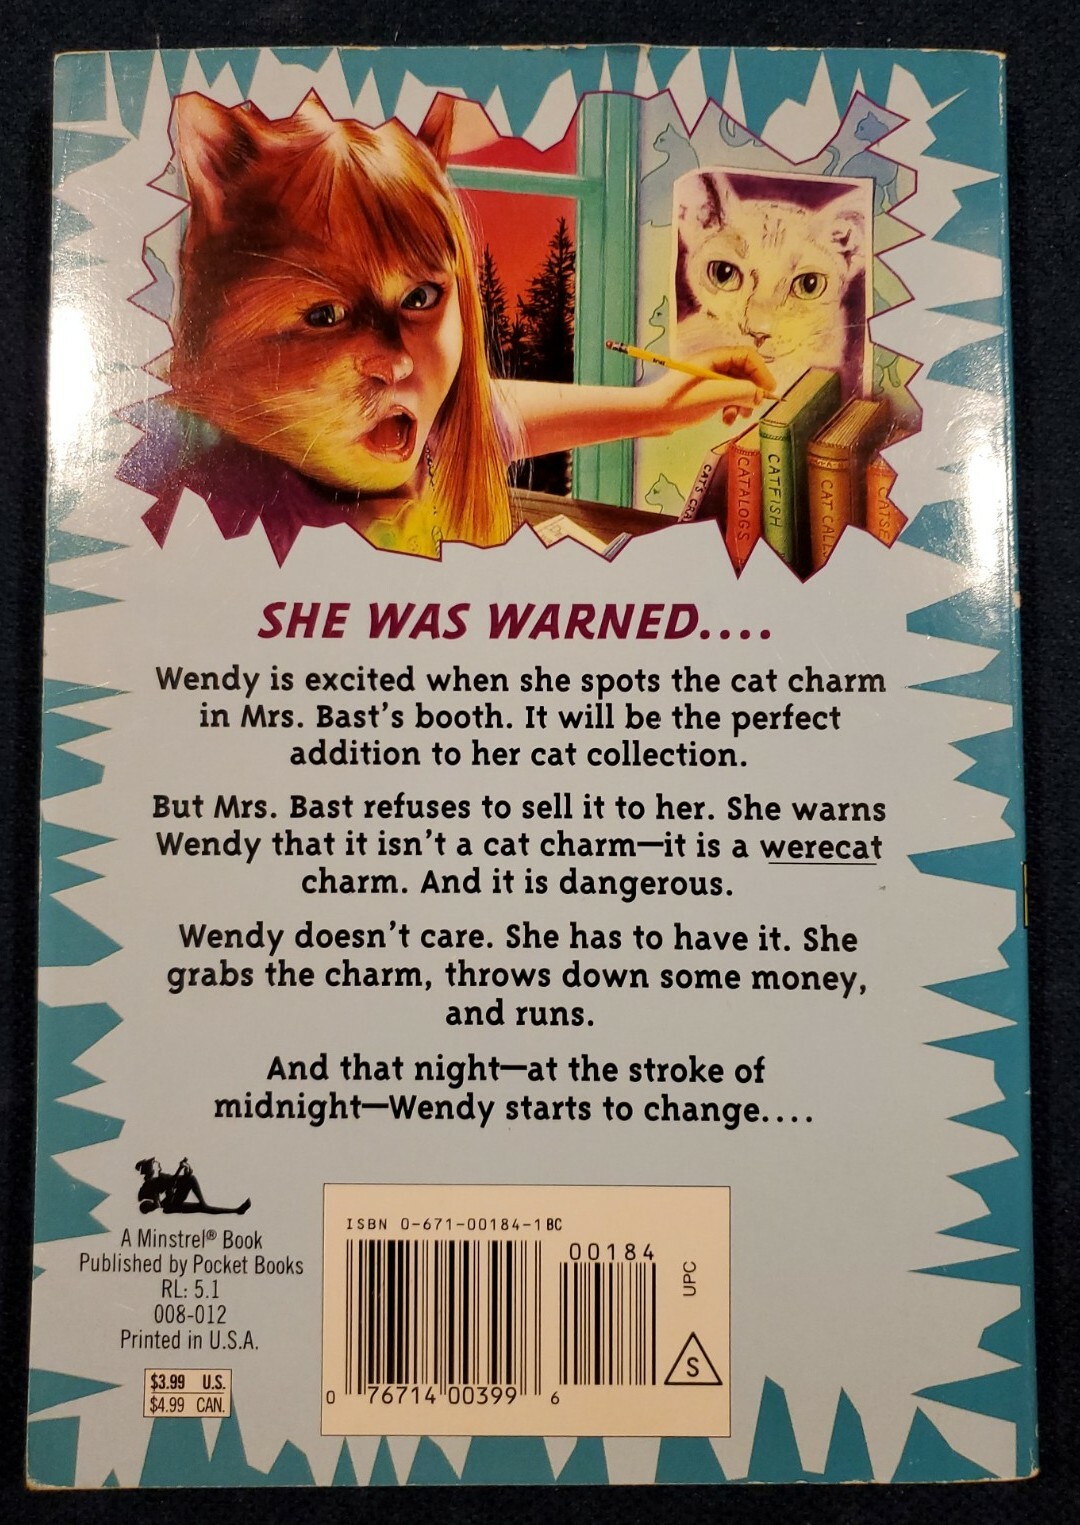 CATS CR
CATALOGS
CATFISH
CAT CALL
CATSE
SHE WAS WARNED....
Wendy is excited when she spots the cat charm
in Mrs. Bast's booth. It will be the perfect
addition to her cat collection.
But Mrs. Bast refuses to sell it to her. She warns
Wendy that it isn't a cat charm—it is a werecat
charm. And it is dangerous.
Wendy doesn't care. She has to have it. She
grabs the charm, throws down some money,
and runs.
And that night—at the stroke of
midnight—Wendy starts to change....
A Minstrel® Book
Published by Pocket Books
RL: 5.1
008-012
Printed in U.S.A.
$3.99 U.S.
$4.99 CAN.
ISBN 0-671-00184-1 BC
00184
UPC
S
0 76714 00399 6